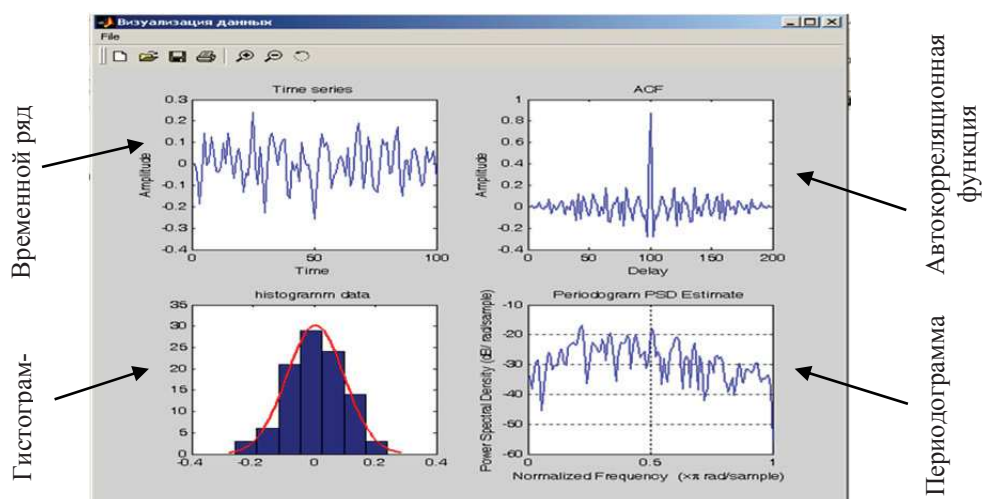 Визуализация данных
File
Временной ряд
Time series
0.3
0.2
0.1
0
-0.1
-0.2
-0.3
-0.4
Amplitude
0
50
100
Time
ACF
1
0.8
0.6
0.4
0.2
0
-0.2
-0.4
Amplitude
0
50
100
150
200
Delay
Автокорреляционная
функция
Гистограм-
histogramm data
35
30
25
20
15
10
5
0
-0.4
-0.2
0
0.2
0.4
Periodogram PSD Estimate
-10
-20
-30
-40
-50
-60
Power Spectral Density (dB/ rad/sample)
0
0.5
1
Normalized Frequency (×π rad/sample)
Периодограмма